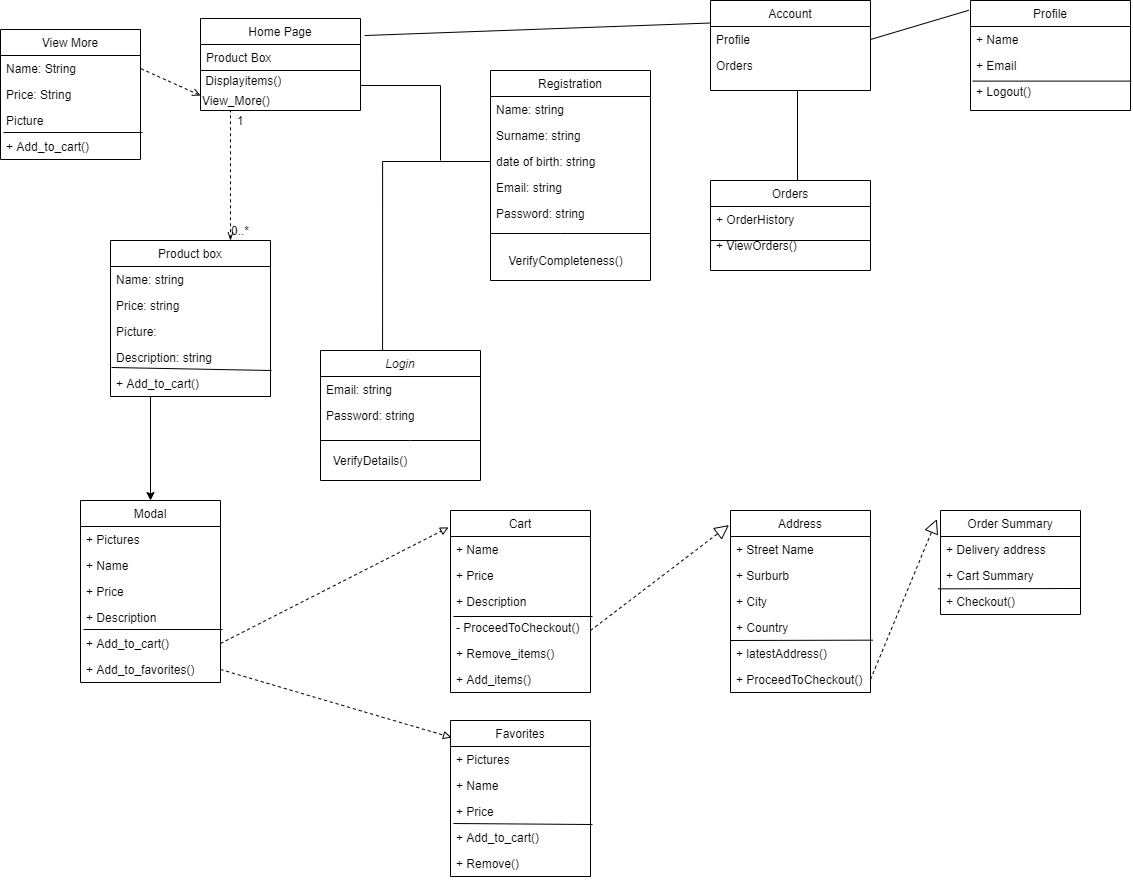 View More
Name: String
Price: String
Picture
+ Add_to_cart()
Home Page
Product Box
Displayitems()
View_More()
1
0..*
Account
Profile
Orders
Profile
+ Name
+ Email
+ Logout()
Registration
Name: string
Surname: string
date of birth: string
Email: string
Password: string
VerifyCompleteness()
Orders
+ OrderHistory
+ ViewOrders()
Product box
Name: string
Price: string
Picture:
Description: string
+ Add_to_cart()
Login
Email: string
Password: string
VerifyDetails()
Modal
+ Pictures
+ Name
+ Price
+ Description
+ Add_to_cart()
+ Add_to_favorites()
Cart
+ Name
+ Price
+ Description
- ProceedToCheckout()
+ Remove_items()
+ Add_items()
Address
+ Street Name
+ Surburb
+ City
+ Country
+ latestAddress()
+ ProceedToCheckout()
Order Summary
+ Delivery address
+ Cart Summary
+ Checkout()
Favorites
+ Pictures
+ Name
+ Price
+ Add_to_cart()
+ Remove()